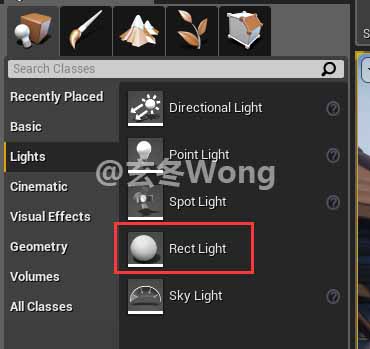 Search Classes
Recently Placed
Basic
Lights
Cinematic
Visual Effects
Geometry
Volumes
All Classes
Directional Light
Point Light
Spot Light
Rect Light
Sky Light
@玄冬Wong
S